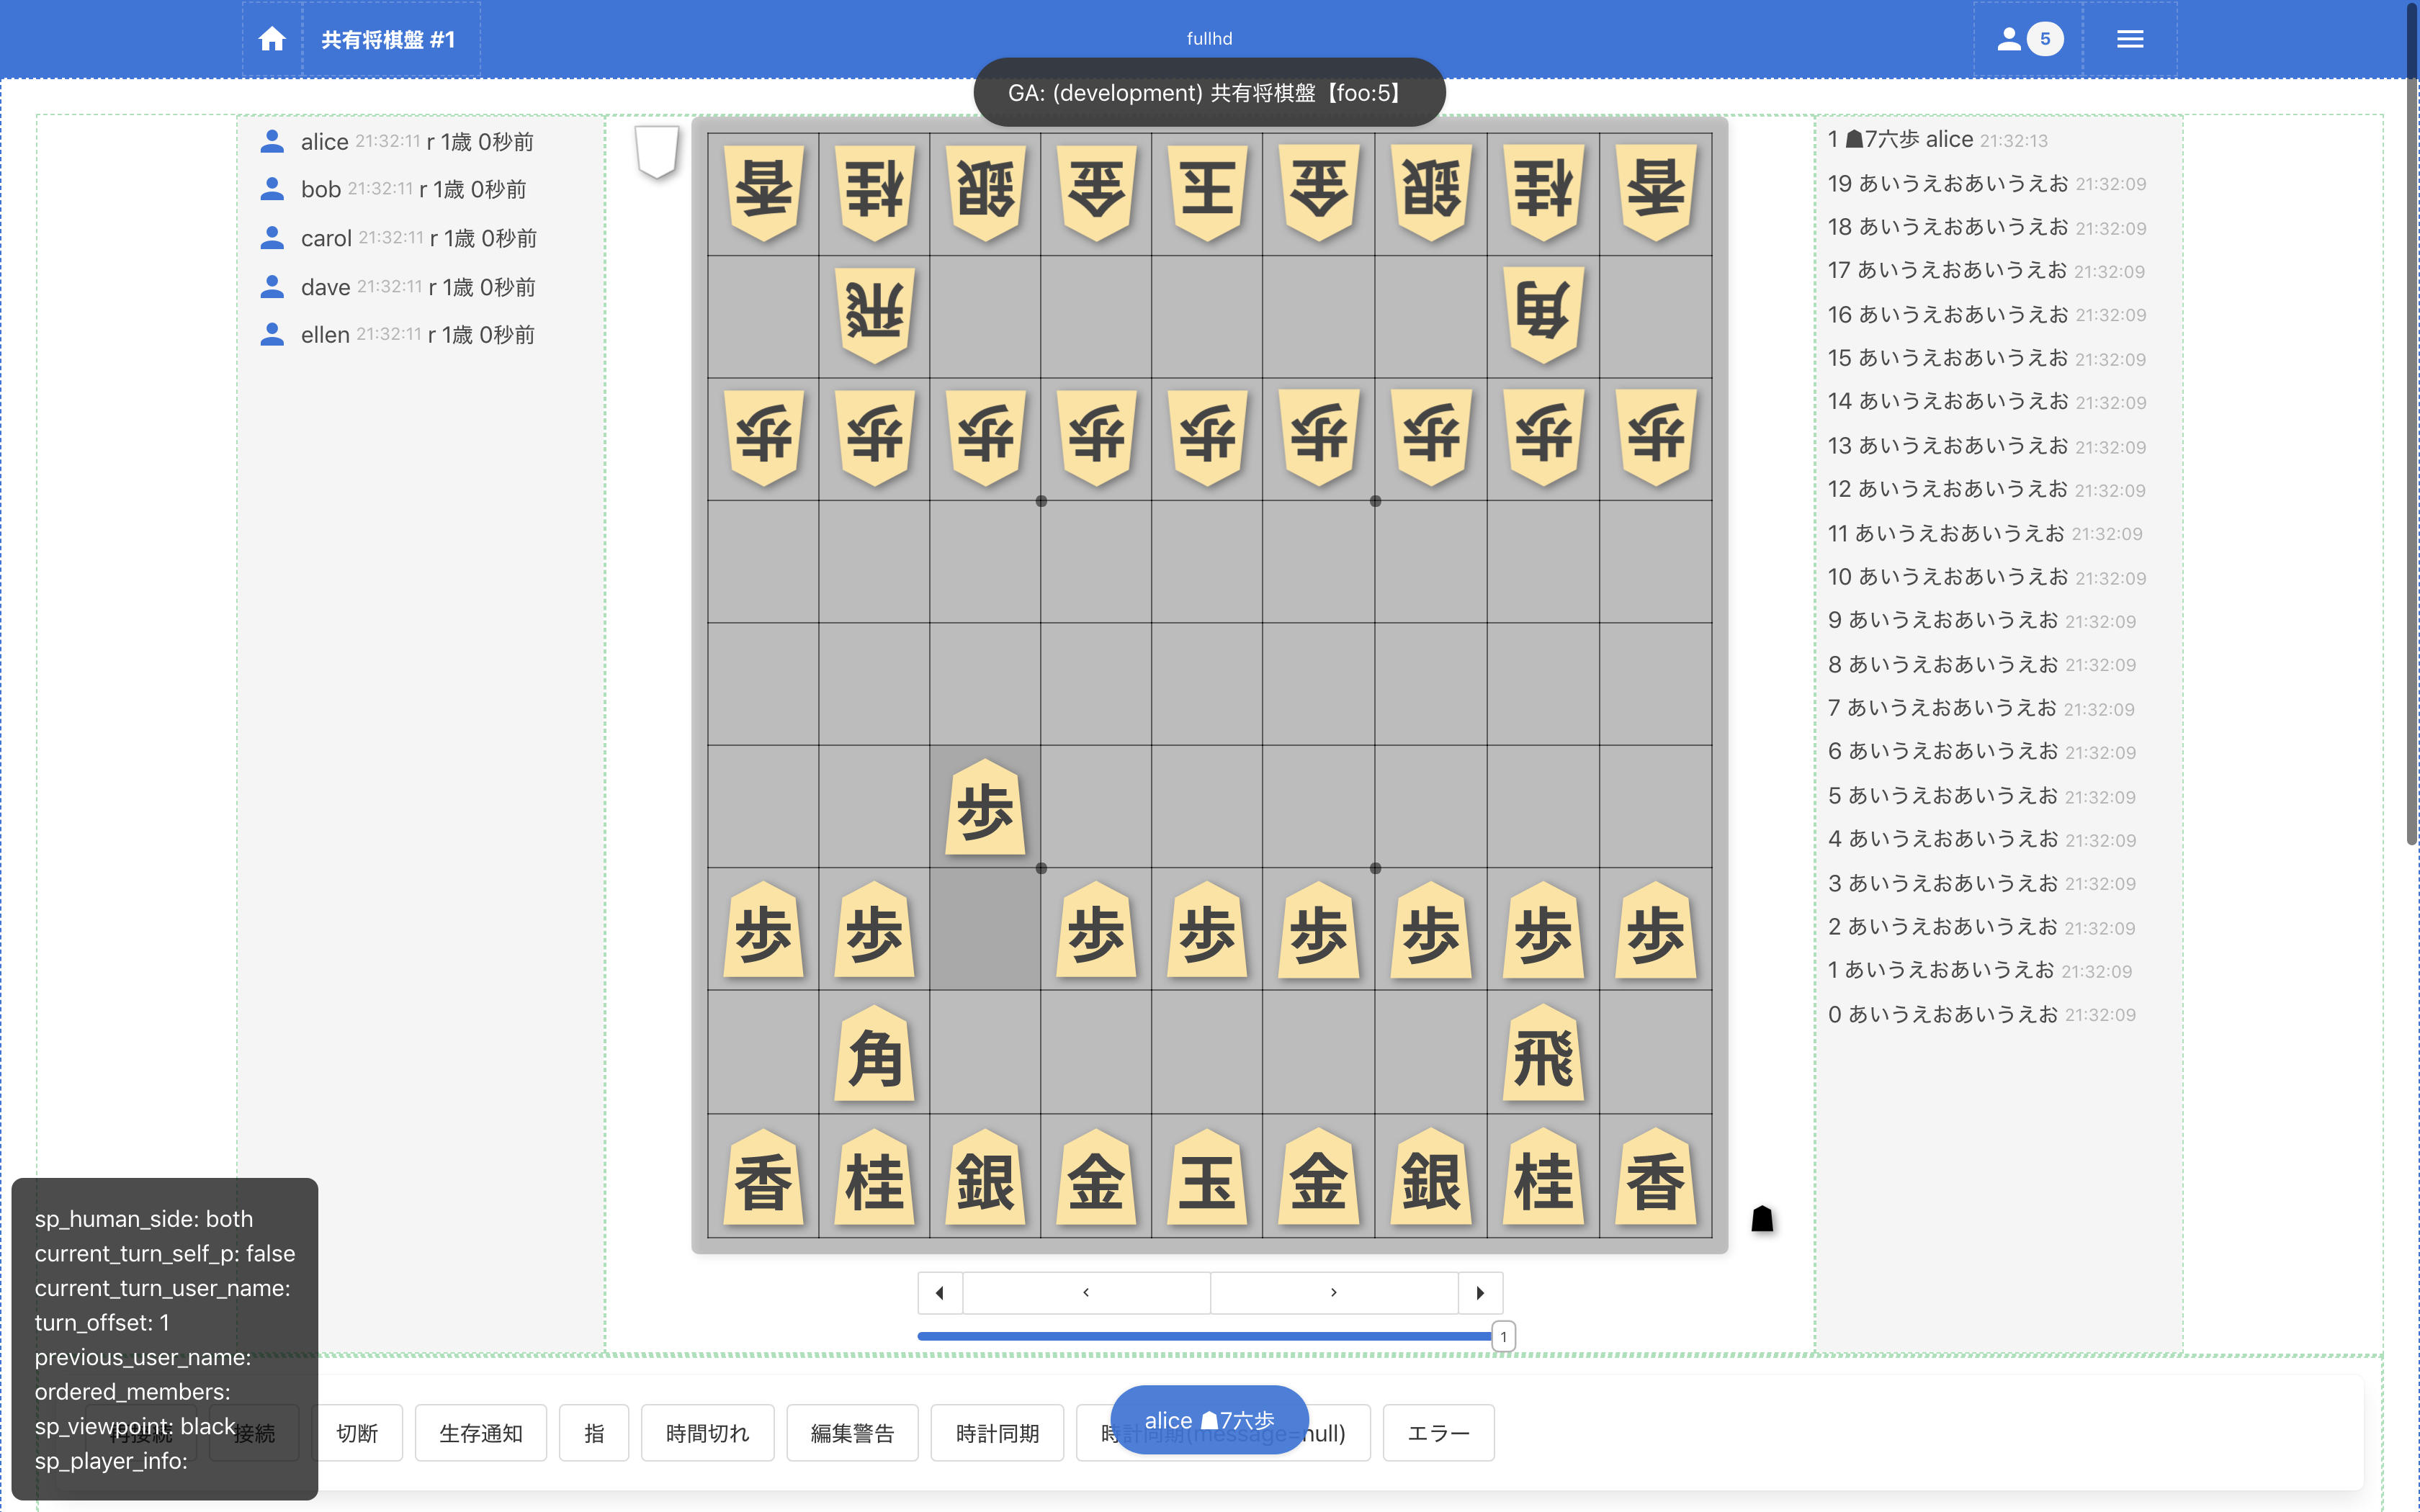 共有将棋盤 #1
fullhd
5
GA: (development) 共有将棋盤【foo:5】
alice 21:32:11 r 1歳 0秒前
bob 21:32:11 r 1歳 0秒前
carol 21:32:11 r 1歳 0秒前
dave 21:32:11 r 1歳 0秒前
ellen 21:32:11 r 1歳 0秒前
香 桂 銀 金 玉 金 銀 桂 香
飛 角
歩 歩 歩 歩 歩 歩 歩 歩 歩
歩
歩 歩 歩 歩 歩 歩 歩 歩
角 飛
香 桂 銀 金 玉 金 銀 桂 香
1
1 ☗7六歩 alice 21:32:13
19 あいうえおあいうえお 21:32:09
18 あいうえおあいうえお 21:32:09
17 あいうえおあいうえお 21:32:09
16 あいうえおあいうえお 21:32:09
15 あいうえおあいうえお 21:32:09
14 あいうえおあいうえお 21:32:09
13 あいうえおあいうえお 21:32:09
12 あいうえおあいうえお 21:32:09
11 あいうえおあいうえお 21:32:09
10 あいうえおあいうえお 21:32:09
9 あいうえおあいうえお 21:32:09
8 あいうえおあいうえお 21:32:09
7 あいうえおあいうえお 21:32:09
6 あいうえおあいうえお 21:32:09
5 あいうえおあいうえお 21:32:09
4 あいうえおあいうえお 21:32:09
3 あいうえおあいうえお 21:32:09
2 あいうえおあいうえお 21:32:09
1 あいうえおあいうえお 21:32:09
0 あいうえおあいうえお 21:32:09
sp_human_side: both
current_turn_self_p: false
current_turn_user_name:
turn_offset: 1
previous_user_name:
ordered_members:
sp_viewpoint: black
sp_player_info:
再接続 接続 切断 生存通知 指 時間切れ 編集警告 時計同期 時計同期(message=null) エラー
alice ☗7六歩